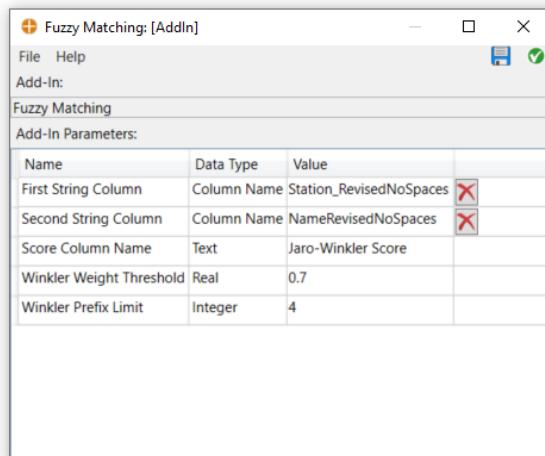 Fuzzy Matching: [AddIn]
File Help
Add-In:
Fuzzy Matching
Add-In Parameters:
Name Data Type Value
First String Column Column Name Station_RevisedNoSpaces
Second String Column Column Name NameRevisedNoSpaces
Score Column Name Text Jaro-Winkler Score
Winkler Weight Threshold Real 0.7
Winkler Prefix Limit Integer 4